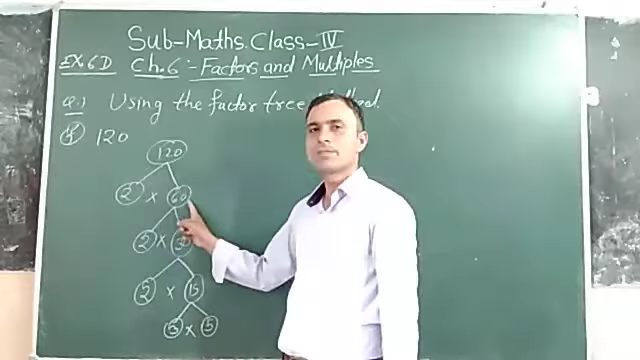 Sub-Maths. Class-IV
EX.6D Ch.6:-Factors and Multiples
Q.1 Using the factor tree
120
120
2 × 60
2 × 3
2 × 15
3 × 5